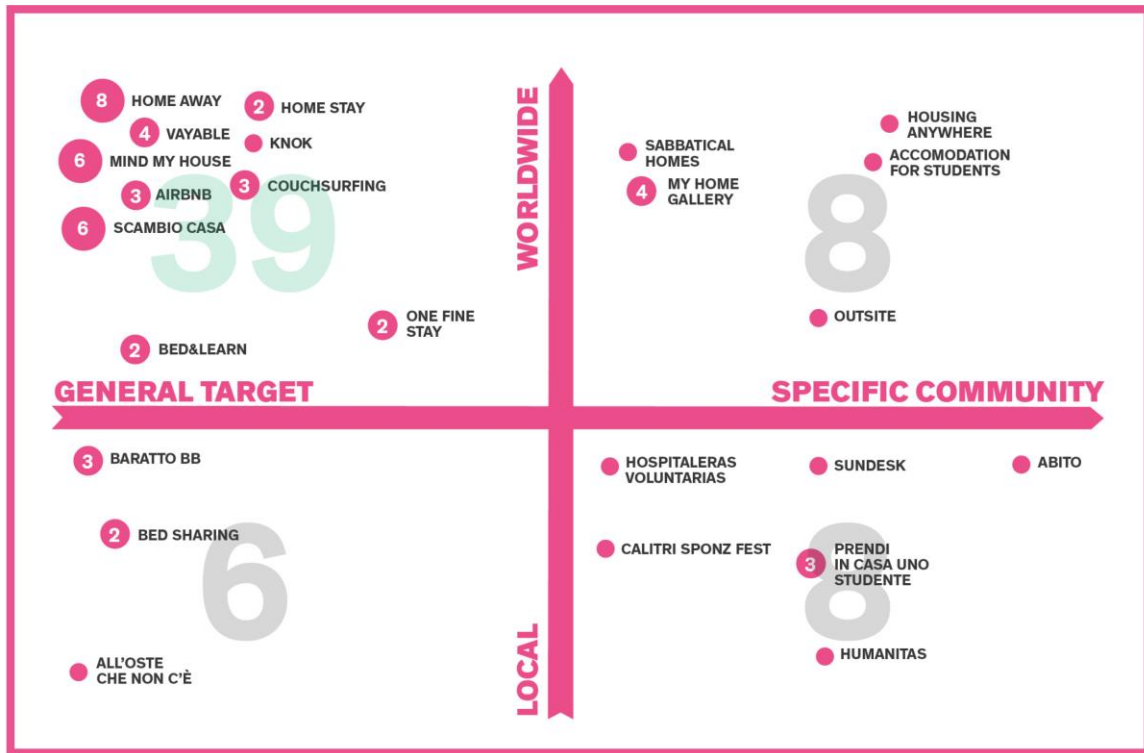 8 HOME AWAY
2 HOME STAY
4 VAYABLE
KNOK
6 MIND MY HOUSE
3 AIRBNB
3 COUCHSURFING
6 SCAMBIO CASA
39
2 ONE FINE
STAY
2 BED&LEARN
WORLDWIDE
SABBATICAL
HOMES
4 MY HOME
GALLERY
HOUSING
ANYWHERE
ACCOMODATION
FOR STUDENTS
8
OUTSITE
GENERAL TARGET
SPECIFIC COMMUNITY
3 BARATTO BB
2 BED SHARING
6
ALL'OSTE
CHE NON C'È
LOCAL
HOSPITALERAS
VOLUNTARIAS
SUNDESK
ABITO
CALITRI SPONZ FEST
3 PRENDI
IN CASA UNO
STUDENTE
8
HUMANITAS